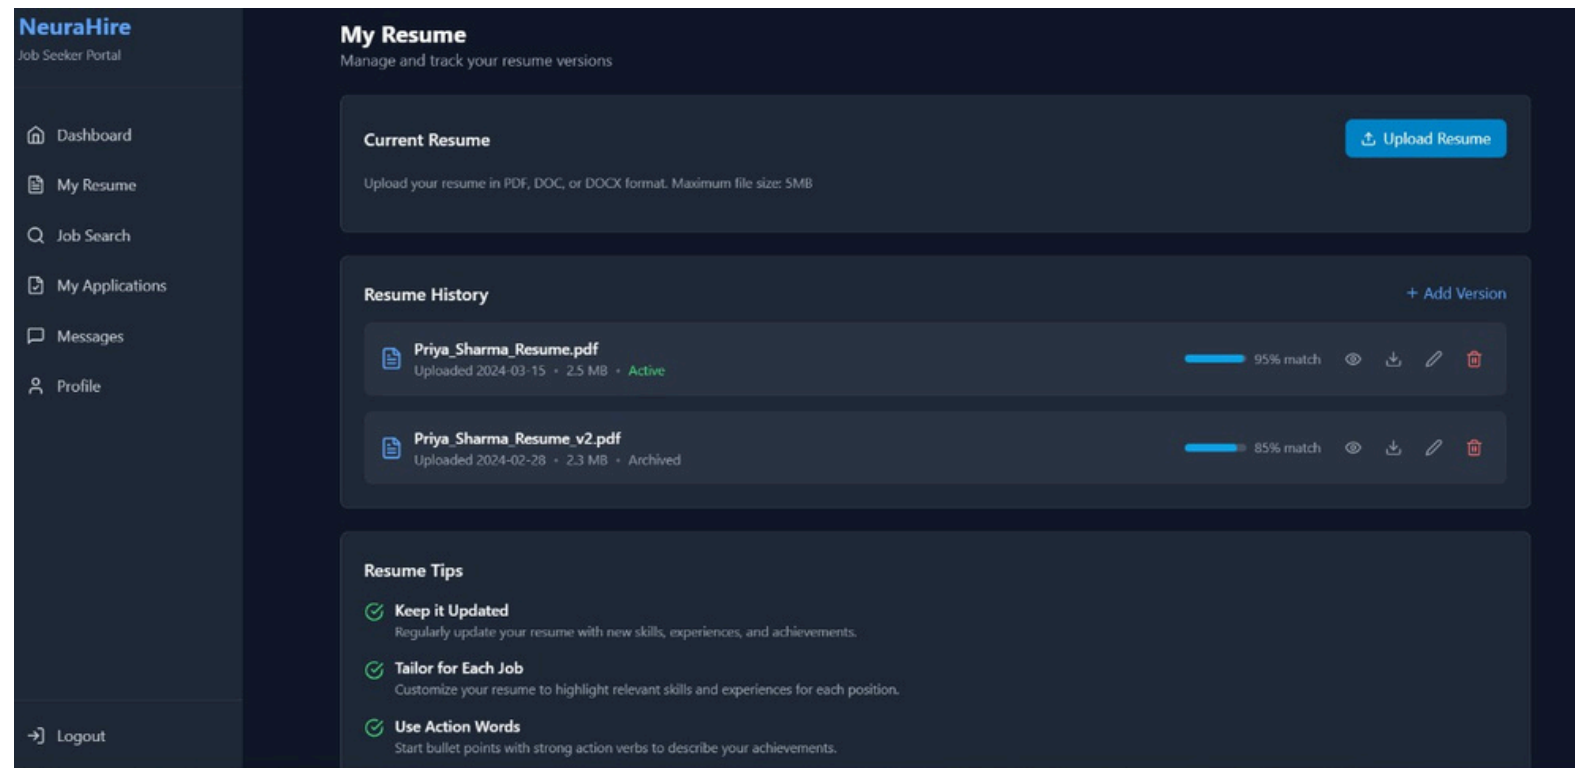 NeuraHire
Job Seeker Portal
Dashboard
My Resume
Job Search
My Applications
Messages
Profile
Logout
My Resume
Manage and track your resume versions
Current Resume
Upload Resume
Upload your resume in PDF, DOC, or DOCX format. Maximum file size: 5MB
Resume History
+ Add Version
Priya_Sharma_Resume.pdf
Uploaded 2024-03-15 • 2.5 MB • Active
95% match
Priya_Sharma_Resume_v2.pdf
Uploaded 2024-02-28 • 2.3 MB • Archived
85% match
Resume Tips
Keep it Updated
Regularly update your resume with new skills, experiences, and achievements.
Tailor for Each Job
Customize your resume to highlight relevant skills and experiences for each position.
Use Action Words
Start bullet points with strong action verbs to describe your achievements.